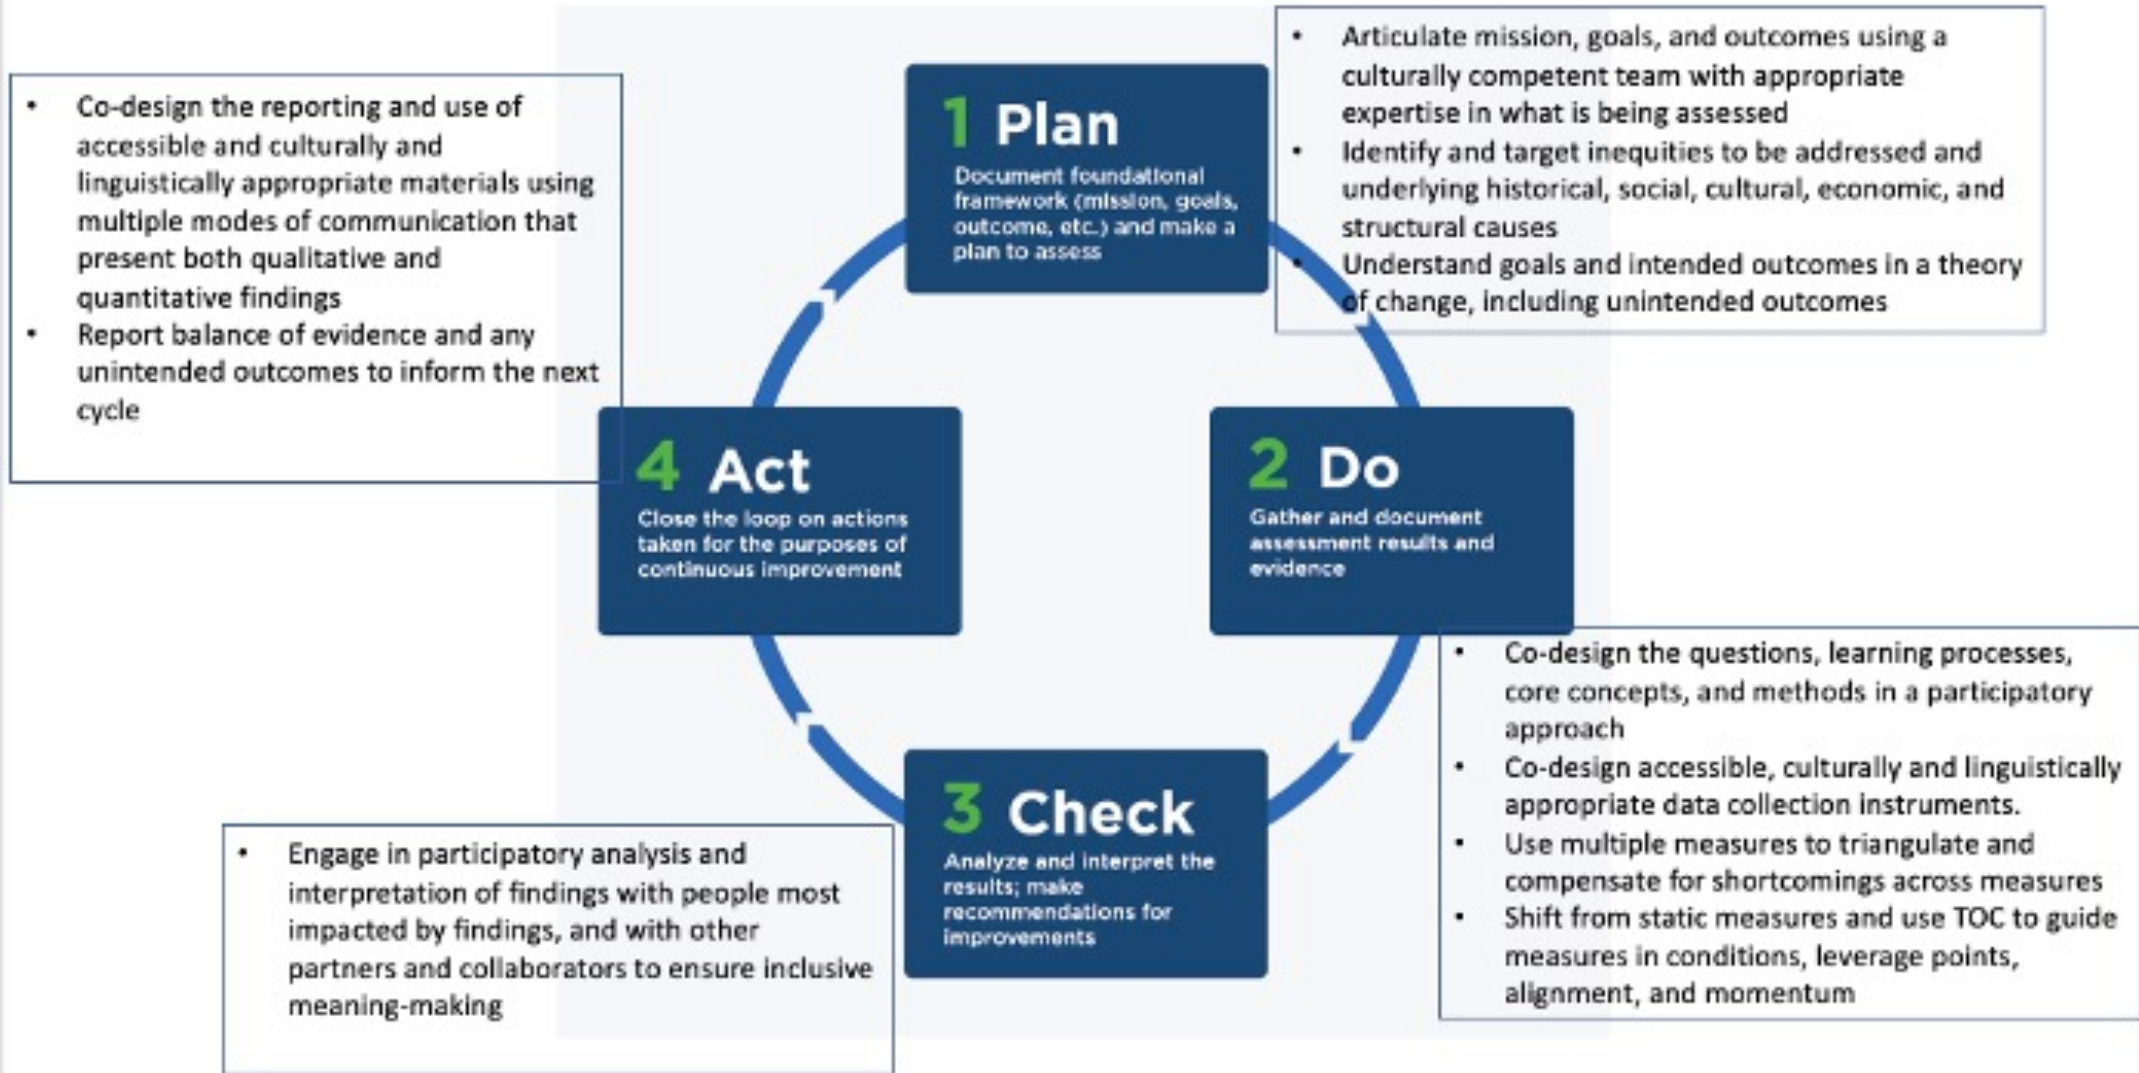 1 Plan
Document foundational
framework (mission, goals,
outcome, etc.) and make a
plan to assess
• Articulate mission, goals, and outcomes using a
culturally competent team with appropriate
expertise in what is being assessed
• Identify and target inequities to be addressed and
underlying historical, social, cultural, economic, and
structural causes
• Understand goals and intended outcomes in a theory
of change, including unintended outcomes
2 Do
Gather and document
assessment results and
evidence
• Co-design the questions, learning processes,
core concepts, and methods in a participatory
approach
• Co-design accessible, culturally and linguistically
appropriate data collection instruments.
• Use multiple measures to triangulate and
compensate for shortcomings across measures
• Shift from static measures and use TOC to guide
measures in conditions, leverage points,
alignment, and momentum
3 Check
Analyze and interpret the
results; make
recommendations for
improvements
• Engage in participatory analysis and
interpretation of findings with people most
impacted by findings, and with other
partners and collaborators to ensure inclusive
meaning-making
4 Act
Close the loop on actions
taken for the purposes of
continuous improvement
• Co-design the reporting and use of
accessible and culturally and
linguistically appropriate materials using
multiple modes of communication that
present both qualitative and
quantitative findings
• Report balance of evidence and any
unintended outcomes to inform the next
cycle